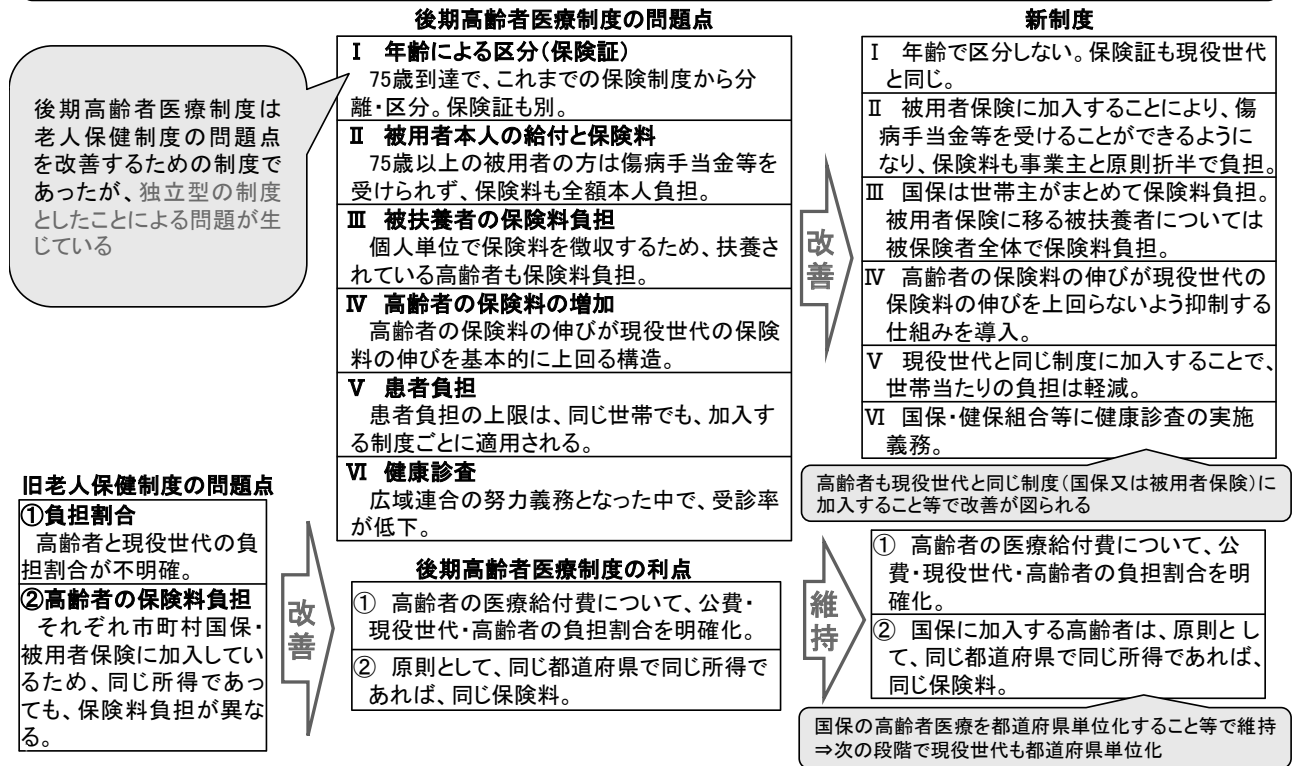 後期高齢者医療制度の問題点
新制度
後期高齢者医療制度は
老人保健制度の問題点
を改善するための制度で
あったが、独立型の制度
としたことによる問題が生
じている
Ⅰ 年齢による区分(保険証)
75歳到達で、これまでの保険制度から分
離・区分。保険証も別。
Ⅱ 被用者本人の給付と保険料
75歳以上の被用者の方は傷病手当金等を
受けられず、保険料も全額本人負担。
Ⅲ 被扶養者の保険料負担
個人単位で保険料を徴収するため、扶養さ
れている高齢者も保険料負担。
Ⅳ 高齢者の保険料の増加
高齢者の保険料の伸びが現役世代の保険
料の伸びを基本的に上回る構造。
Ⅴ 患者負担
患者負担の上限は、同じ世帯でも、加入す
る制度ごとに適用される。
Ⅵ 健康診査
広域連合の努力義務となった中で、受診率
が低下。
改善
Ⅰ 年齢で区分しない。保険証も現役世代
と同じ。
Ⅱ 被用者保険に加入することにより、傷
病手当金等を受けることができるように
なり、保険料も事業主と原則折半で負担。
Ⅲ 国保は世帯主がまとめて保険料負担。
被用者保険に移る被扶養者については
被保険者全体で保険料負担。
Ⅳ 高齢者の保険料の伸びが現役世代の
保険料の伸びを上回らないよう抑制する
仕組みを導入。
Ⅴ 現役世代と同じ制度に加入することで、
世帯当たりの負担は軽減。
Ⅵ 国保・健保組合等に健康診査の実施
義務。
高齢者も現役世代と同じ制度(国保又は被用者保険)に
加入すること等で改善が図られる
旧老人保健制度の問題点
①負担割合
高齢者と現役世代の負
担割合が不明確。
②高齢者の保険料負担
それぞれ市町村国保・
被用者保険に加入してい
るため、同じ所得であっ
ても、保険料負担が異な
る。
改善
後期高齢者医療制度の利点
① 高齢者の医療給付費について、公費・
現役世代・高齢者の負担割合を明確化。
② 原則として、同じ都道府県で同じ所得で
あれば、同じ保険料。
維持
① 高齢者の医療給付費について、公
費・現役世代・高齢者の負担割合を明
確化。
② 国保に加入する高齢者は、原則とし
て、同じ都道府県で同じ所得であれば、
同じ保険料。
国保の高齢者医療を都道府県単位化すること等で維持
⇒次の段階で現役世代も都道府県単位化